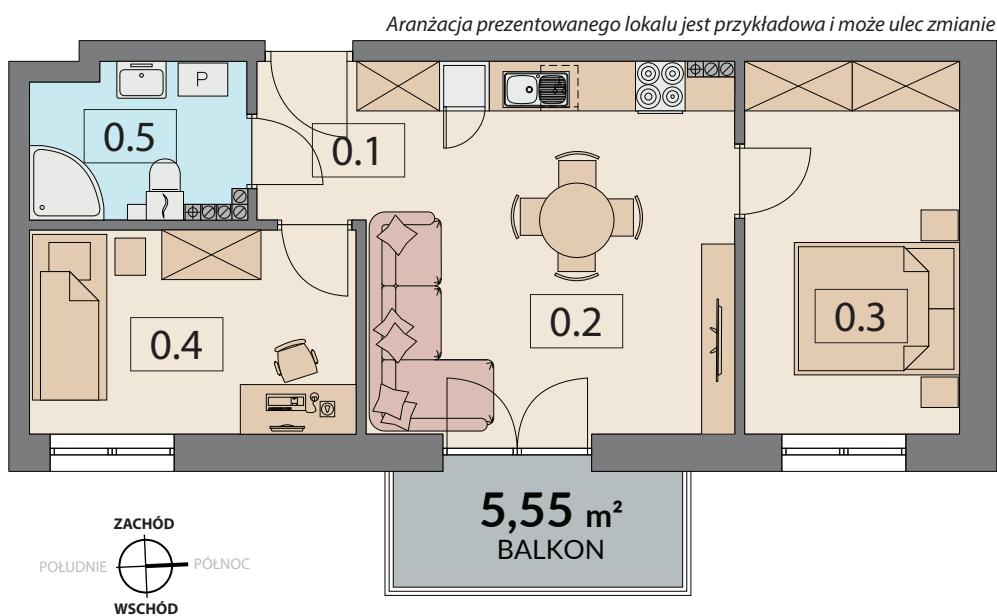 Aranżacja prezentowanego lokalu jest przykładowa i może ulec zmianie
P
0.5
0.1
0.2
0.3
0.4
5,55 m²
BALKON
ZACHÓD
POŁUDNIE
PÓŁNOC
WSCHÓD